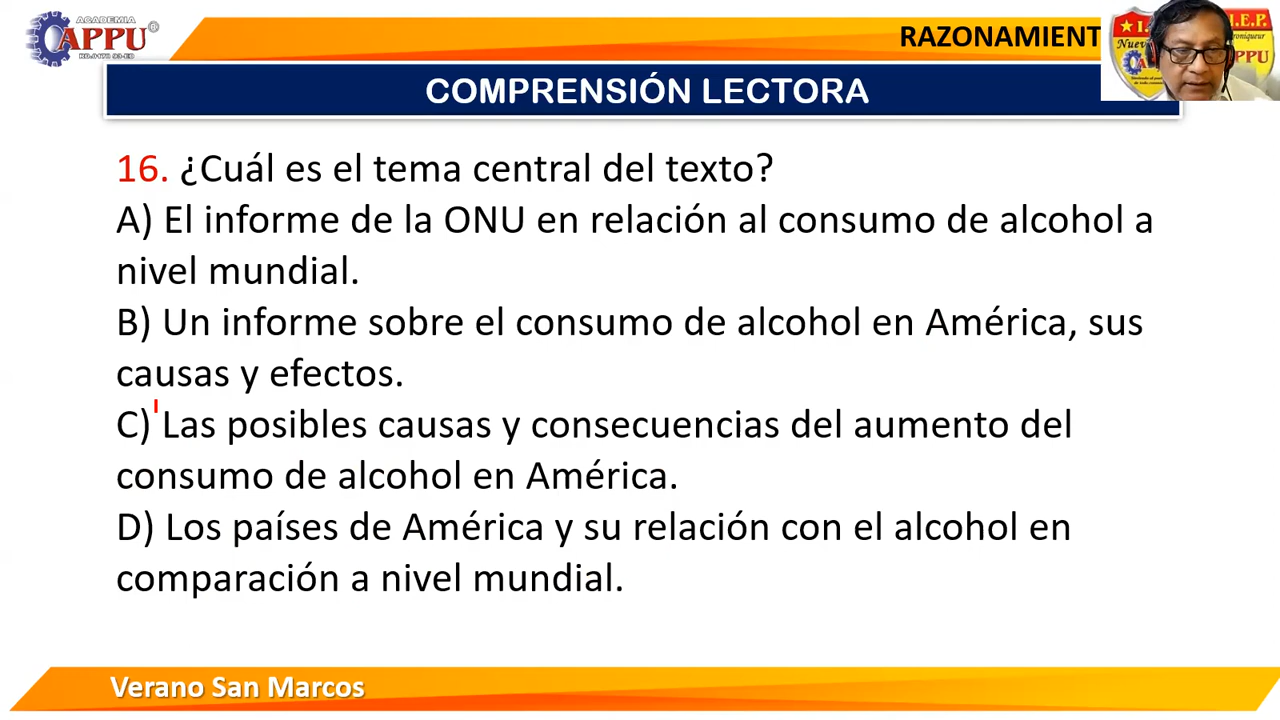 ACADEMIA
APPU®
RAZONAMIENT
COMPRENSIÓN LECTORA
16. ¿Cuál es el tema central del texto?
A) El informe de la ONU en relación al consumo de alcohol a
nivel mundial.
B) Un informe sobre el consumo de alcohol en América, sus
causas y efectos.
C) Las posibles causas y consecuencias del aumento del
consumo de alcohol en América.
D) Los países de América y su relación con el alcohol en
comparación a nivel mundial.
Verano San Marcos